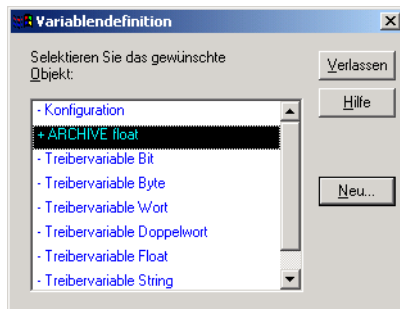 Variablendefinition
Selektieren Sie das gewünschte
Objekt:
Verlassen
- Konfiguration
Hilfe
+ ARCHIVE float
- Treibervariable Bit
- Treibervariable Byte
Neu...
- Treibervariable Wort
- Treibervariable Doppelwort
- Treibervariable Float
- Treibervariable String